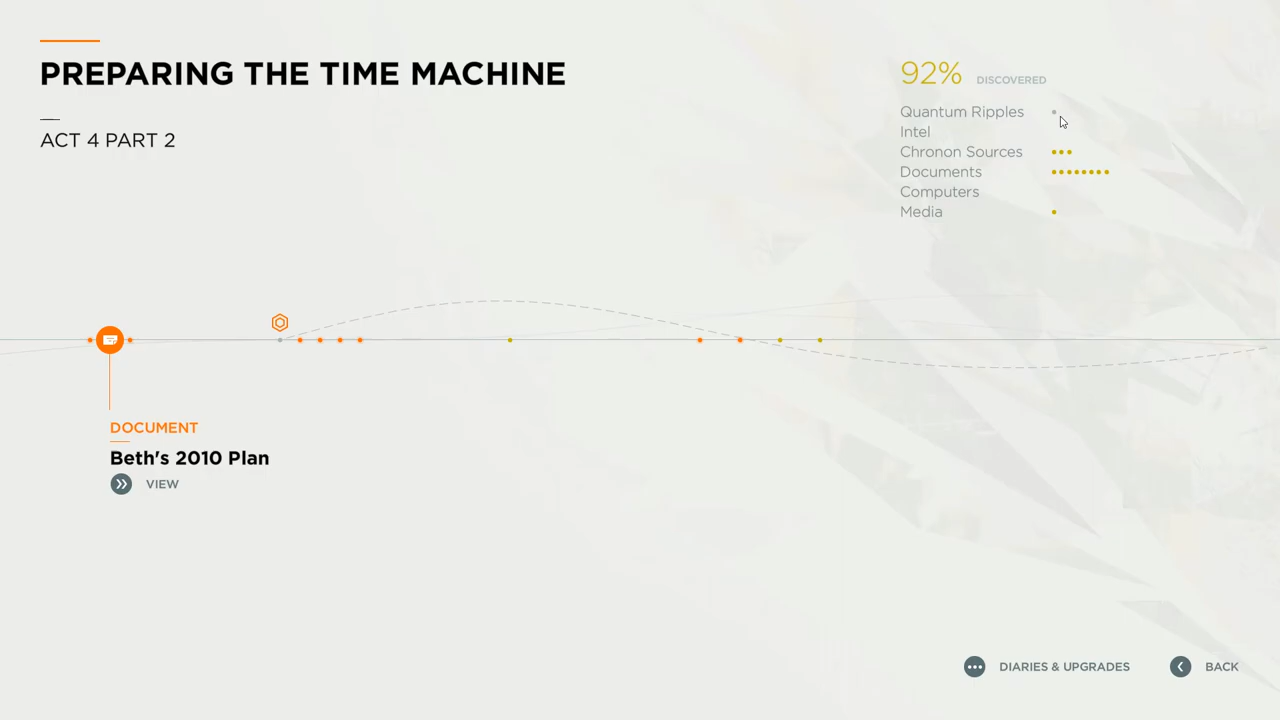 PREPARING THE TIME MACHINE
ACT 4 PART 2
92% DISCOVERED
Quantum Ripples
Intel
Chronon Sources
Documents
Computers
Media
DOCUMENT
Beth's 2010 Plan
VIEW
DIARIES & UPGRADES
BACK